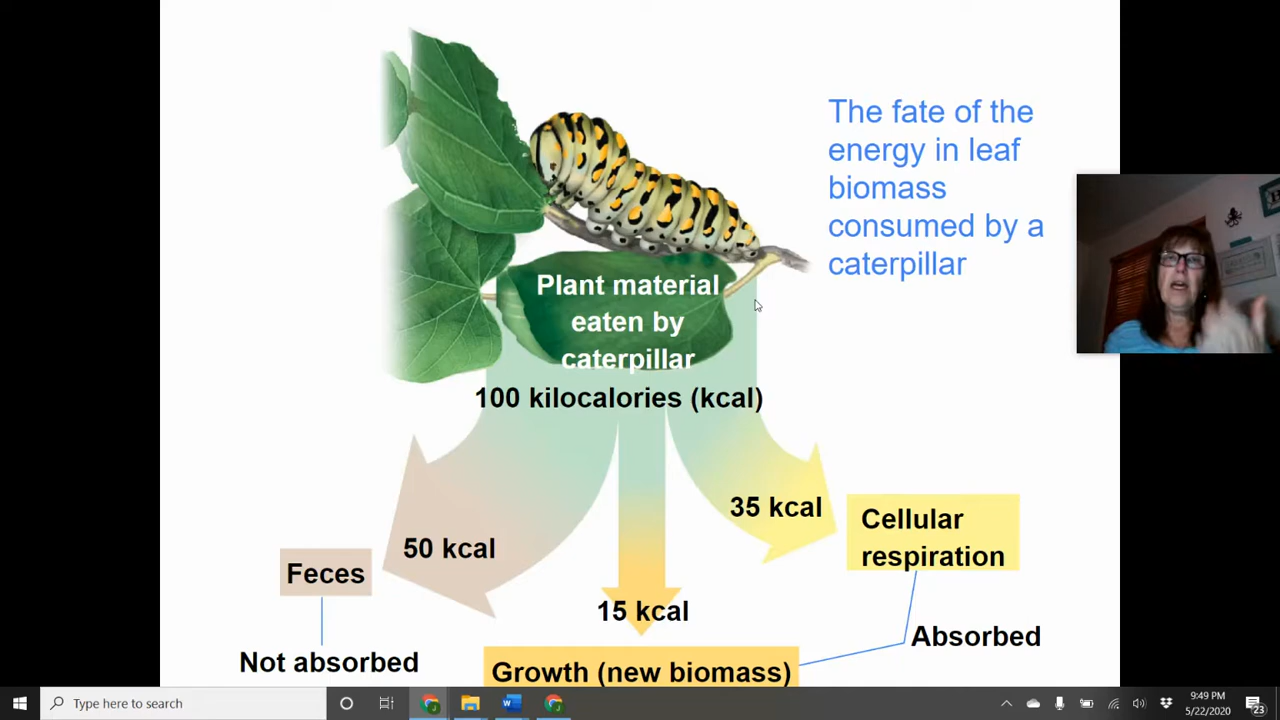 The fate of the
energy in leaf
biomass
consumed by a
caterpillar
Plant material
eaten by
caterpillar
100 kilocalories (kcal)
35 kcal
Cellular
respiration
50 kcal
Feces
15 kcal
Absorbed
Not absorbed
Growth (new biomass)
Type here to search
9:49 PM
5/22/2020
23